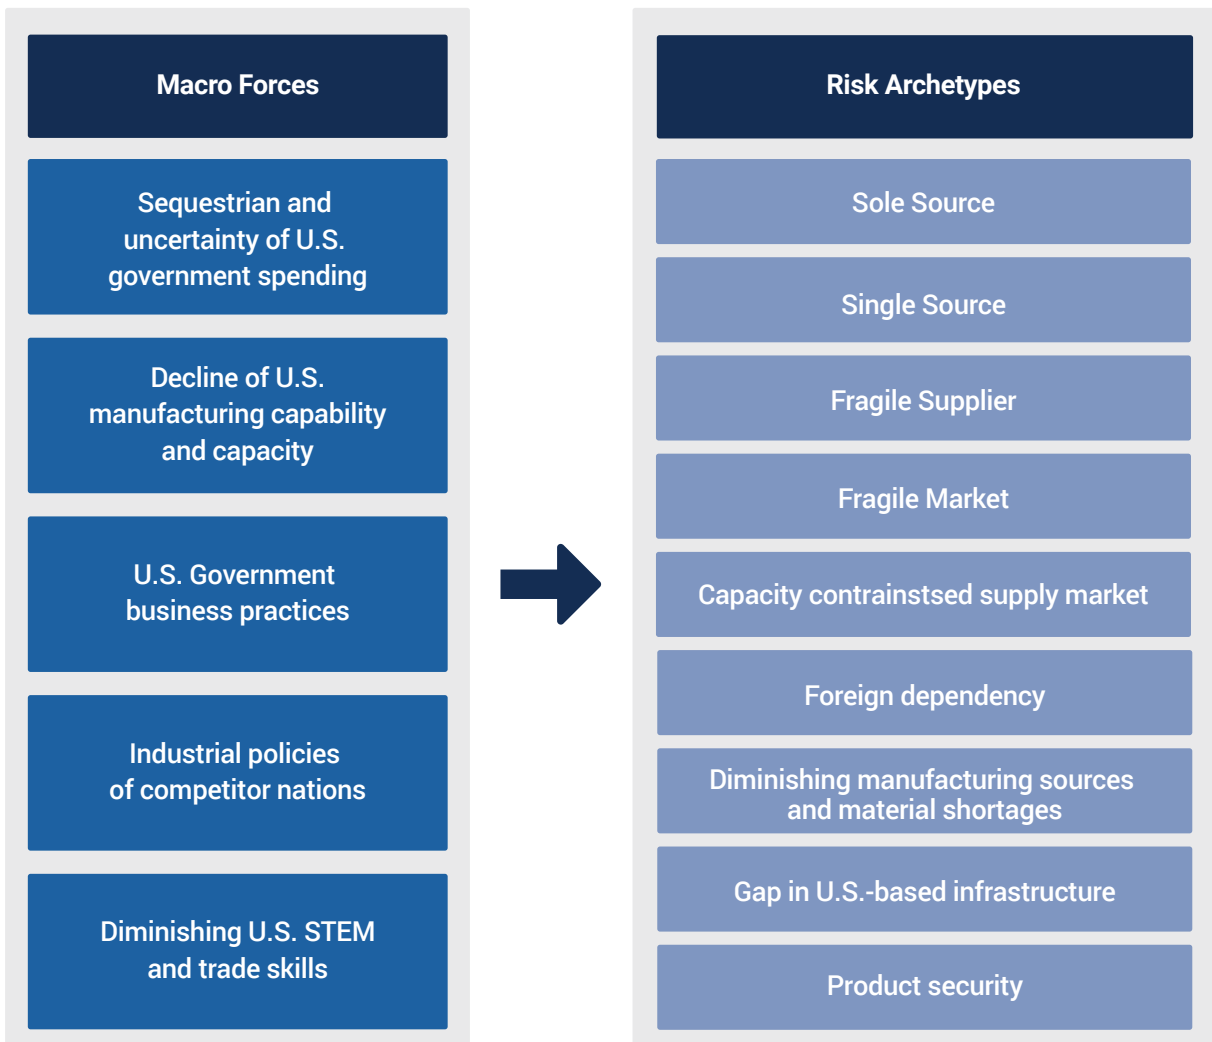 Macro Forces
Sequestrian and
uncertainty of U.S.
government spending
Decline of U.S.
manufacturing capability
and capacity
U.S. Government
business practices
Industrial policies
of competitor nations
Diminishing U.S. STEM
and trade skills
Risk Archetypes
Sole Source
Single Source
Fragile Supplier
Fragile Market
Capacity contrainstsed supply market
Foreign dependency
Diminishing manufacturing sources
and material shortages
Gap in U.S.-based infrastructure
Product security